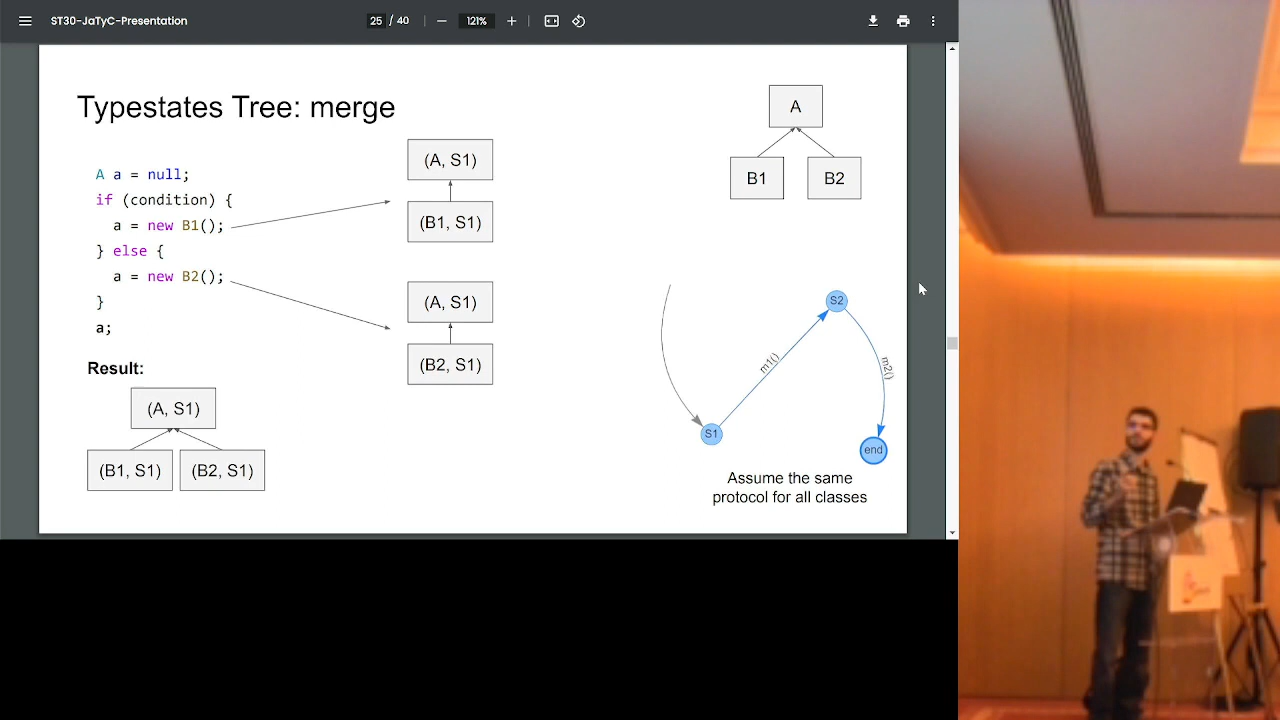 ST30-JaTyC-Presentation
25 / 40
121%
Typestates Tree: merge
A a = null;
if (condition) {
a = new B1();
} else {
a = new B2();
}
a;
Result:
(A, S1)
(B1, S1) (B2, S1)
(A, S1)
(B1, S1)
(A, S1)
(B2, S1)
A
B1 B2
S2
m1()
m2()
S1
end
Assume the same
protocol for all classes